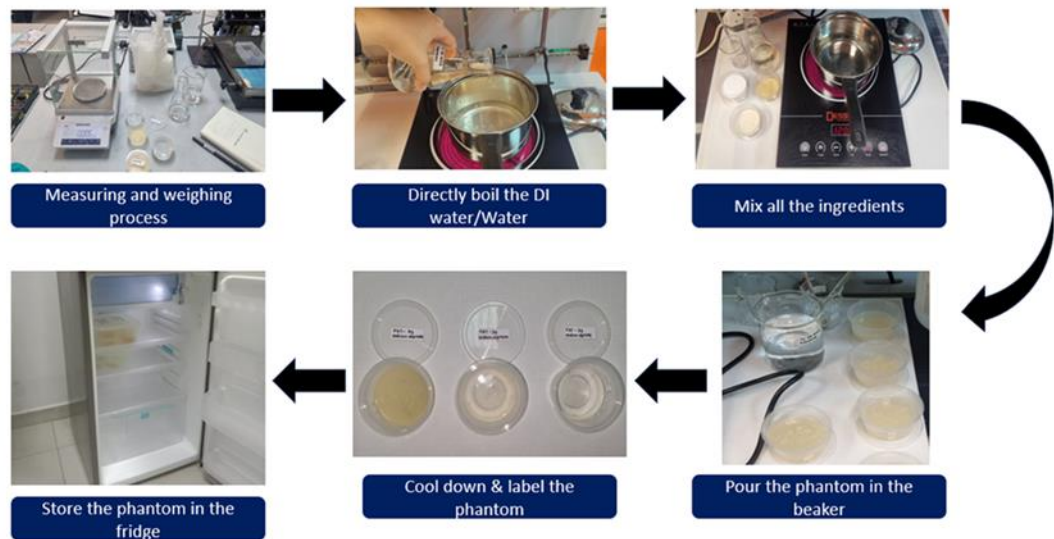 Measuring and weighing
process
Directly boil the DI
water/Water
Mix all the ingredients
Pour the phantom in the
beaker
Cool down & label the
phantom
Store the phantom in the
fridge